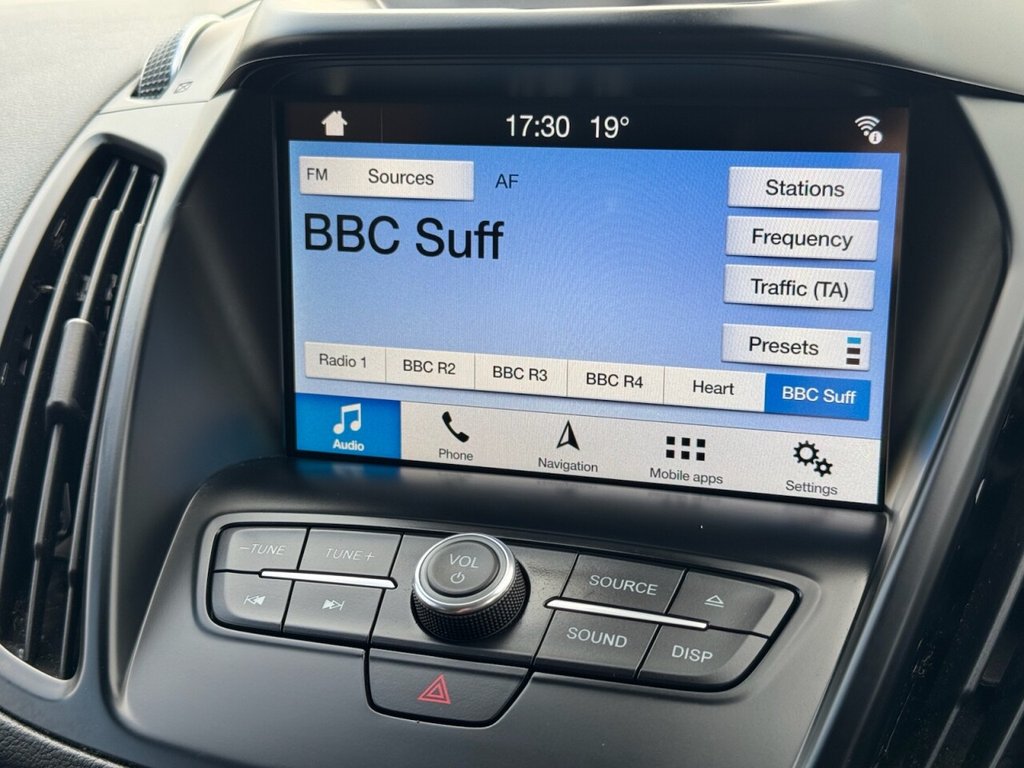 17:30 19°
FM Sources AF
BBC Suff
Stations
Frequency
Traffic (TA)
Presets
Radio 1 BBC R2 BBC R3 BBC R4 Heart BBC Suff
Audio Phone Navigation Mobile apps Settings
−TUNE TUNE+
VOL
SOURCE
SOUND
DISP